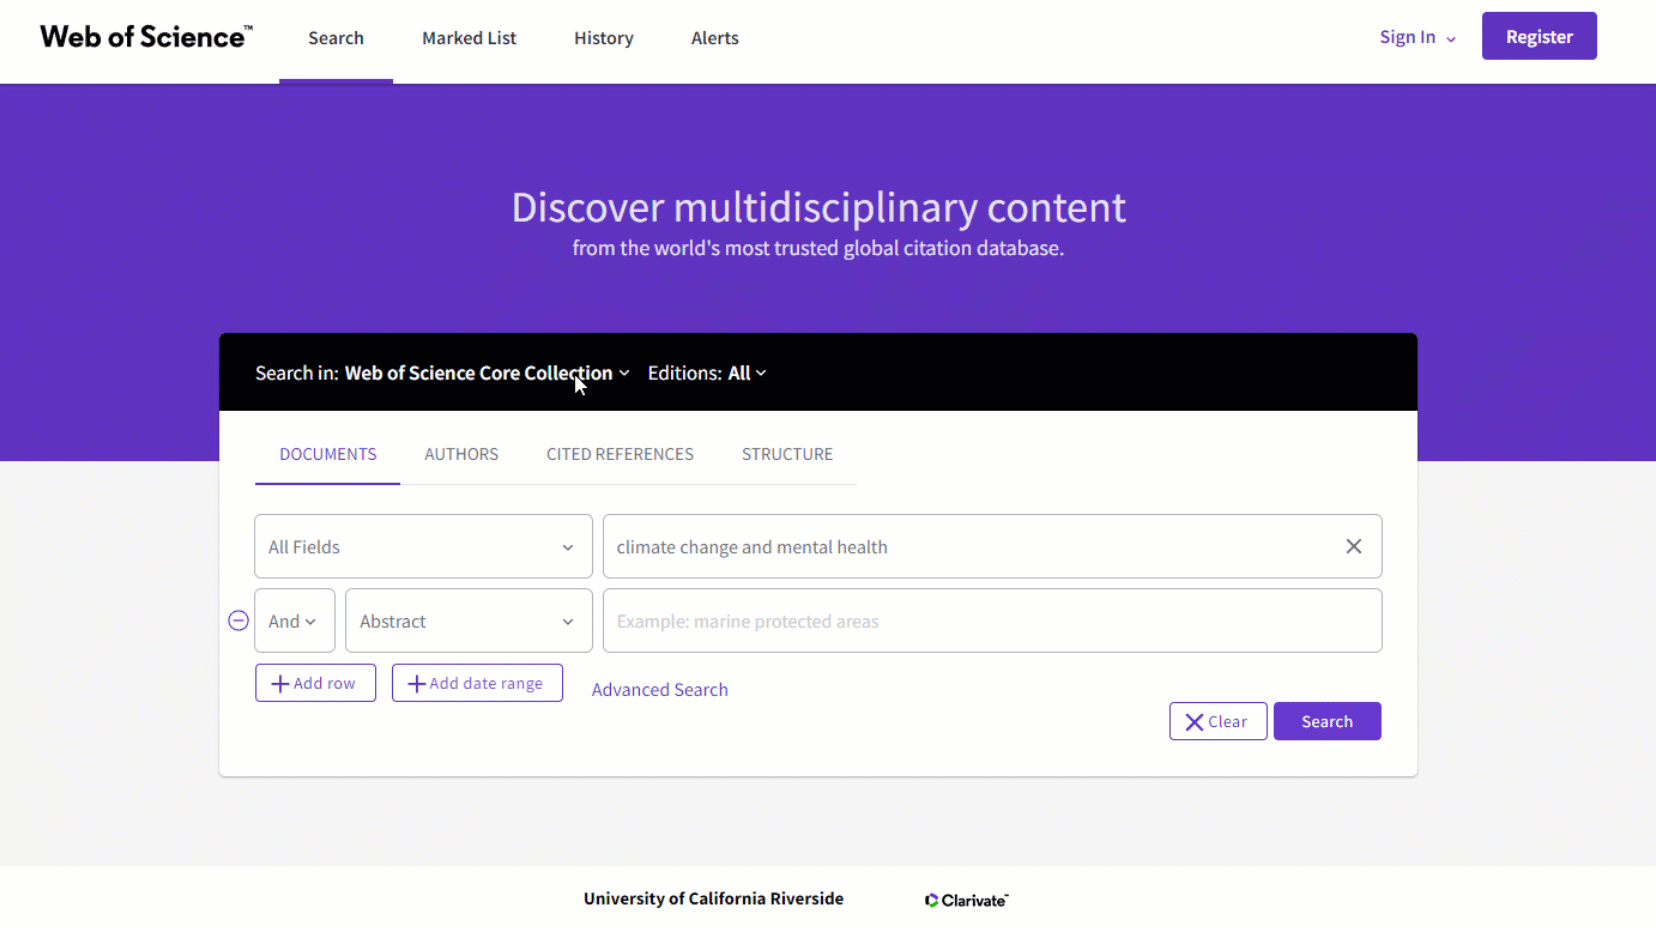 Web of Science™ Search Marked List History Alerts Sign In Register
Discover multidisciplinary content
from the world's most trusted global citation database.
Search in: Web of Science Core Collection Editions: All
DOCUMENTS AUTHORS CITED REFERENCES STRUCTURE
All Fields climate change and mental health
And Abstract Example: marine protected areas
Add row Add date range Advanced Search
Clear Search
University of California Riverside Clarivate™